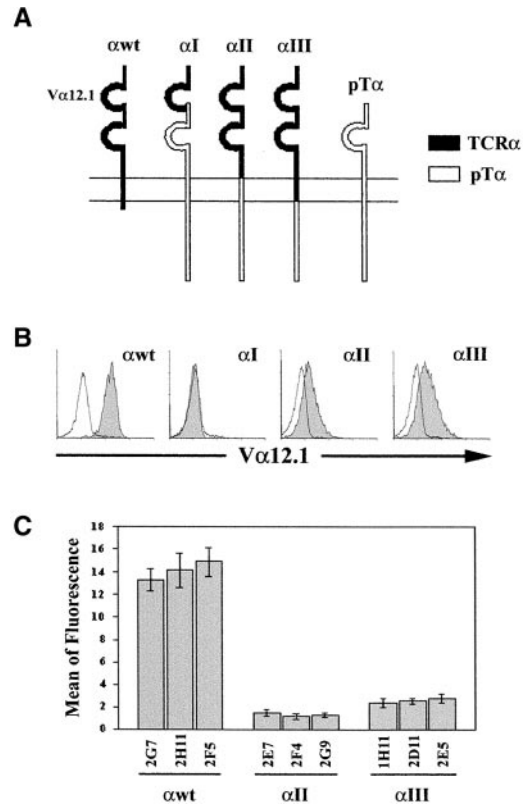 A
αwt
αI
αII
αIII
pTα
Vα12.1
TCRα
pTα
B
αwt
αI
αII
αIII
Vα12.1
C
Mean of Fluorescence
18
16
14
12
10
8
6
4
2
0
2G7
2H11
2F5
2E7
2F4
2G9
1H11
2D11
2E5
αwt
αII
αIII